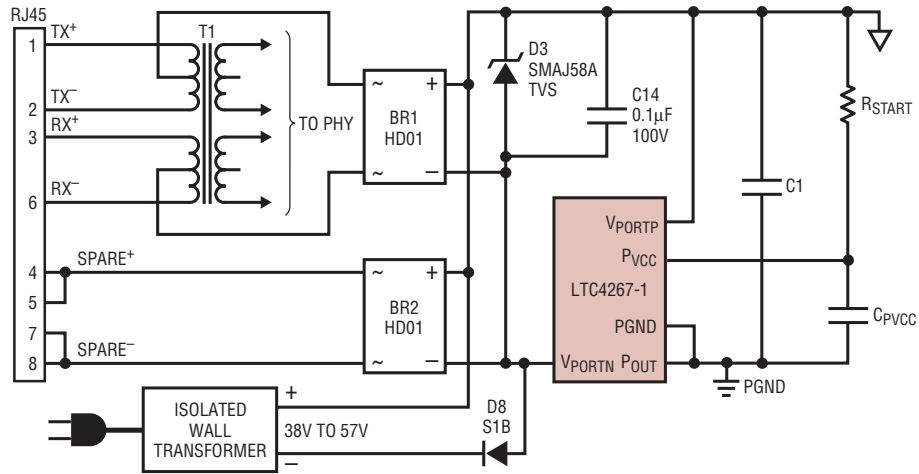 RJ45
1
TX+
2
TX−
3
RX+
6
RX−
4
SPARE+
5
7
8
SPARE−
T1
TO PHY
~
+
BR1
HD01
~
−
~
+
BR2
HD01
~
−
D3
SMAJ58A
TVS
C14
0.1µF
100V
RSTART
C1
VPORTP
PVCC
LTC4267-1
PGND
VPORTN
POUT
CPVCC
PGND
ISOLATED
WALL
TRANSFORMER
+
38V TO 57V
−
D8
S1B